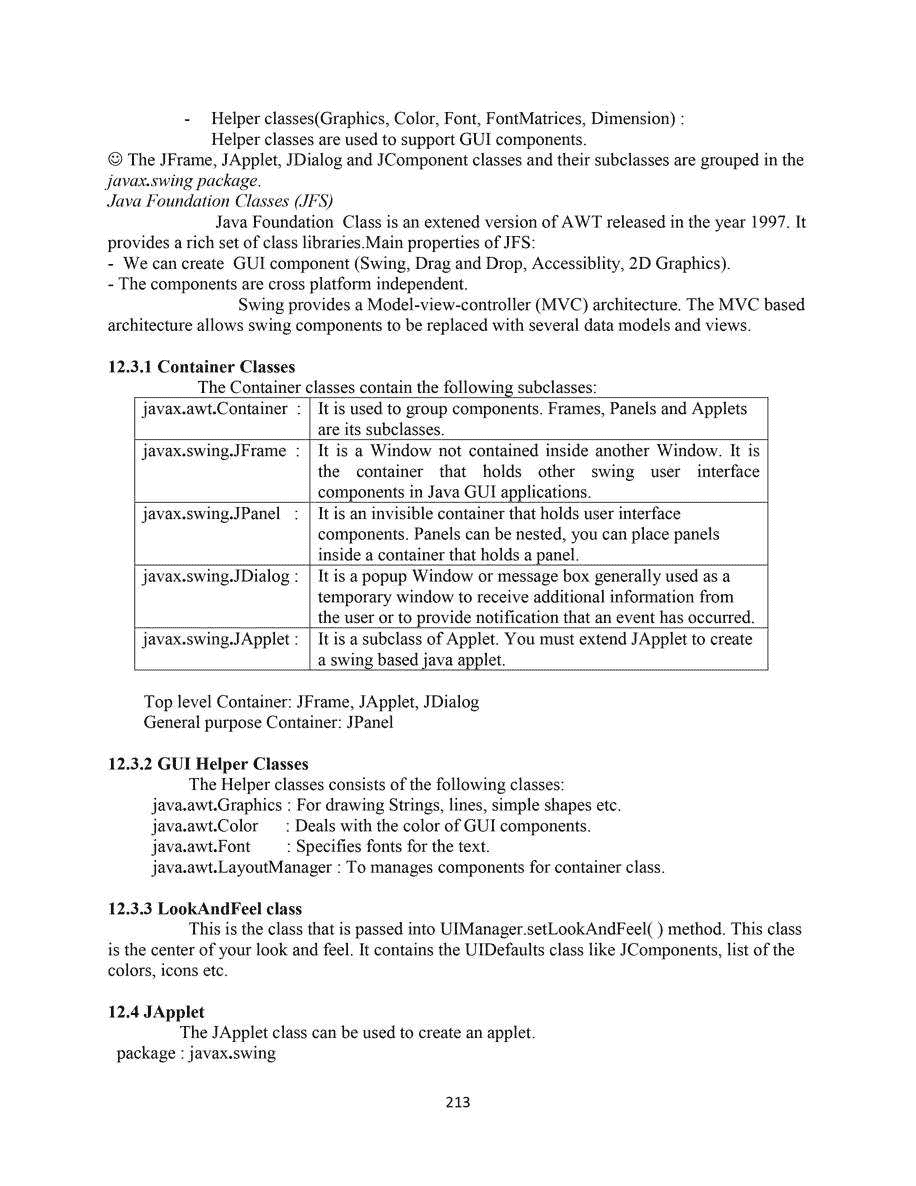 - Helper classes(Graphics, Color, Font, FontMatrices, Dimension) :
Helper classes are used to support GUI components.
☺ The JFrame, JApplet, JDialog and JComponent classes and their subclasses are grouped in the
javax.swing package.
Java Foundation Classes (JFS)
Java Foundation Class is an extened version of AWT released in the year 1997. It
provides a rich set of class libraries.Main properties of JFS:
- We can create GUI component (Swing, Drag and Drop, Accessiblity, 2D Graphics).
- The components are cross platform independent.
Swing provides a Model-view-controller (MVC) architecture. The MVC based
architecture allows swing components to be replaced with several data models and views.
12.3.1 Container Classes
The Container classes contain the following subclasses:
javax.awt.Container : It is used to group components. Frames, Panels and Applets
are its subclasses.
javax.swing.JFrame : It is a Window not contained inside another Window. It is
the container that holds other swing user interface
components in Java GUI applications.
javax.swing.JPanel : It is an invisible container that holds user interface
components. Panels can be nested, you can place panels
inside a container that holds a panel.
javax.swing.JDialog : It is a popup Window or message box generally used as a
temporary window to receive additional information from
the user or to provide notification that an event has occurred.
javax.swing.JApplet : It is a subclass of Applet. You must extend JApplet to create
a swing based java applet.
Top level Container: JFrame, JApplet, JDialog
General purpose Container: JPanel
12.3.2 GUI Helper Classes
The Helper classes consists of the following classes:
java.awt.Graphics : For drawing Strings, lines, simple shapes etc.
java.awt.Color : Deals with the color of GUI components.
java.awt.Font : Specifies fonts for the text.
java.awt.LayoutManager : To manages components for container class.
12.3.3 LookAndFeel class
This is the class that is passed into UIManager.setLookAndFeel( ) method. This class
is the center of your look and feel. It contains the UIDefaults class like JComponents, list of the
colors, icons etc.
12.4 JApplet
The JApplet class can be used to create an applet.
package : javax.swing
213